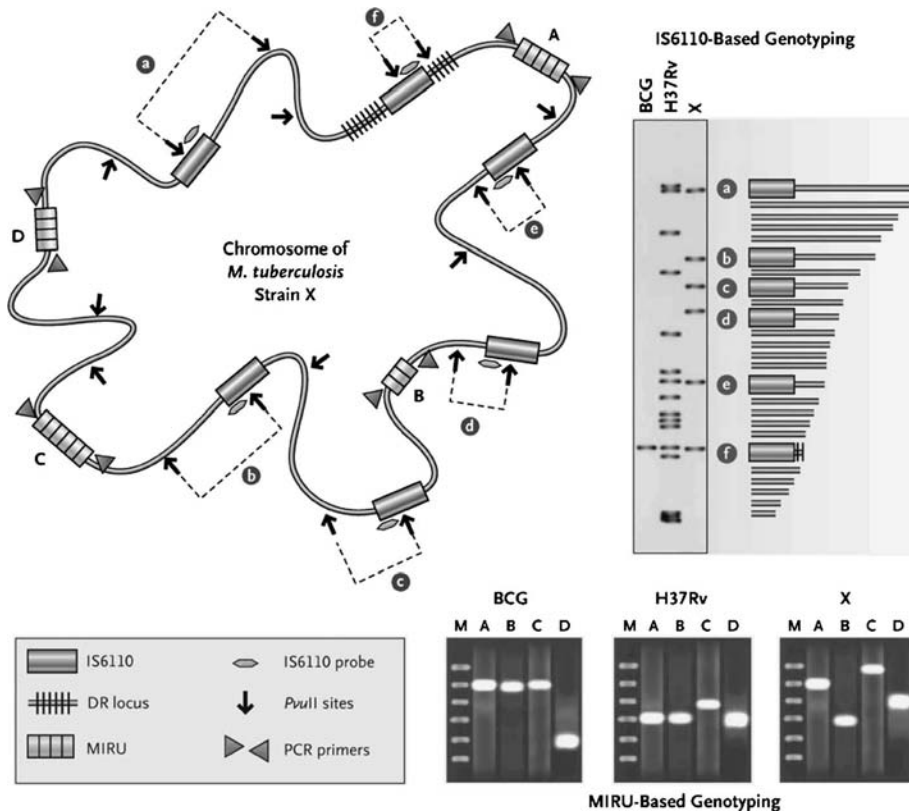 f
A
a
IS6110-Based Genotyping
BCG
H37Rv
X
a
e
D
Chromosome of
M. tuberculosis
Strain X
b
c
d
B
d
e
C
b
f
c
BCG
H37Rv
X
M A B C D
M A B C D
M A B C D
IS6110
IS6110 probe
DR locus
PvuII sites
MIRU
PCR primers
MIRU-Based Genotyping